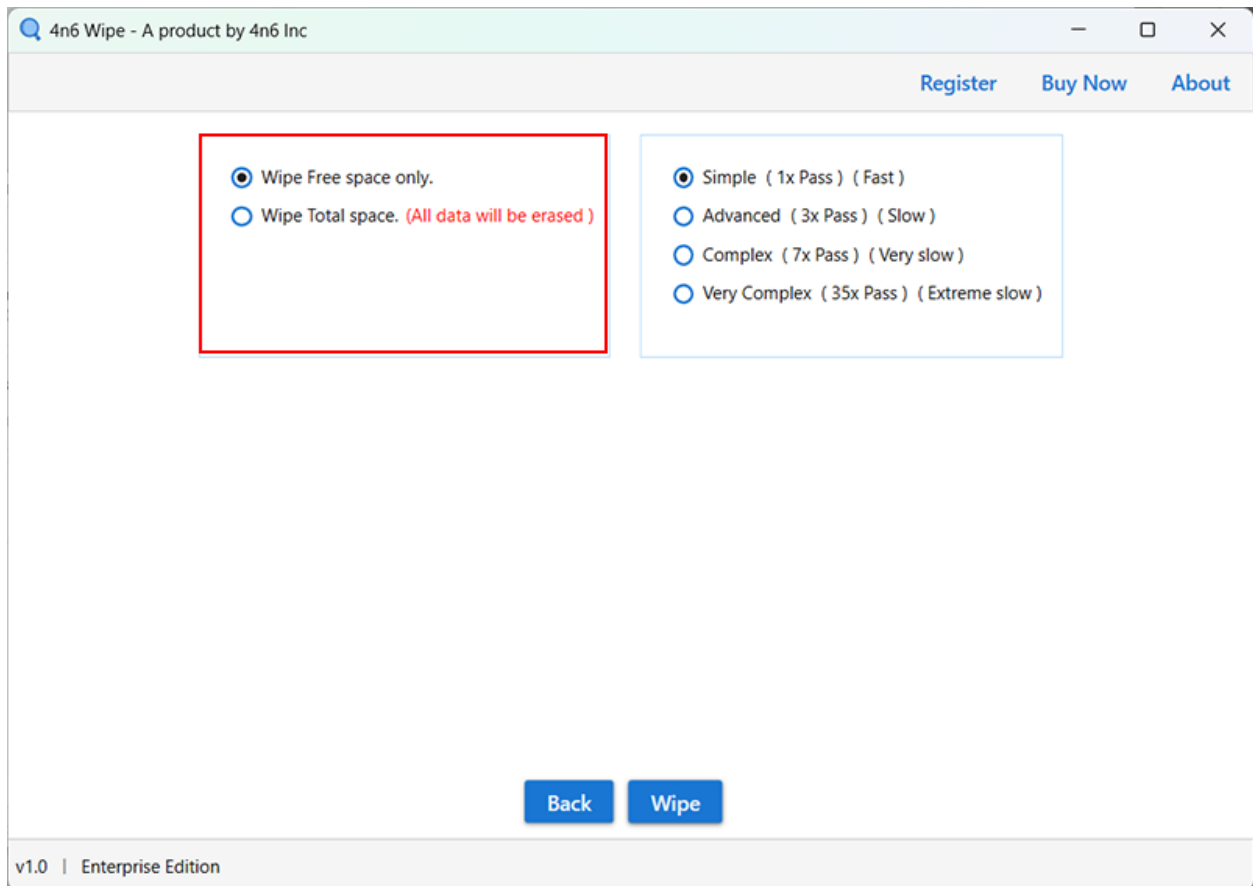 4n6 Wipe - A product by 4n6 Inc
Register Buy Now About
Wipe Free space only.
Wipe Total space. (All data will be erased )
Simple ( 1x Pass ) ( Fast )
Advanced ( 3x Pass ) ( Slow )
Complex ( 7x Pass ) ( Very slow )
Very Complex ( 35x Pass ) ( Extreme slow )
Back Wipe
v1.0 | Enterprise Edition